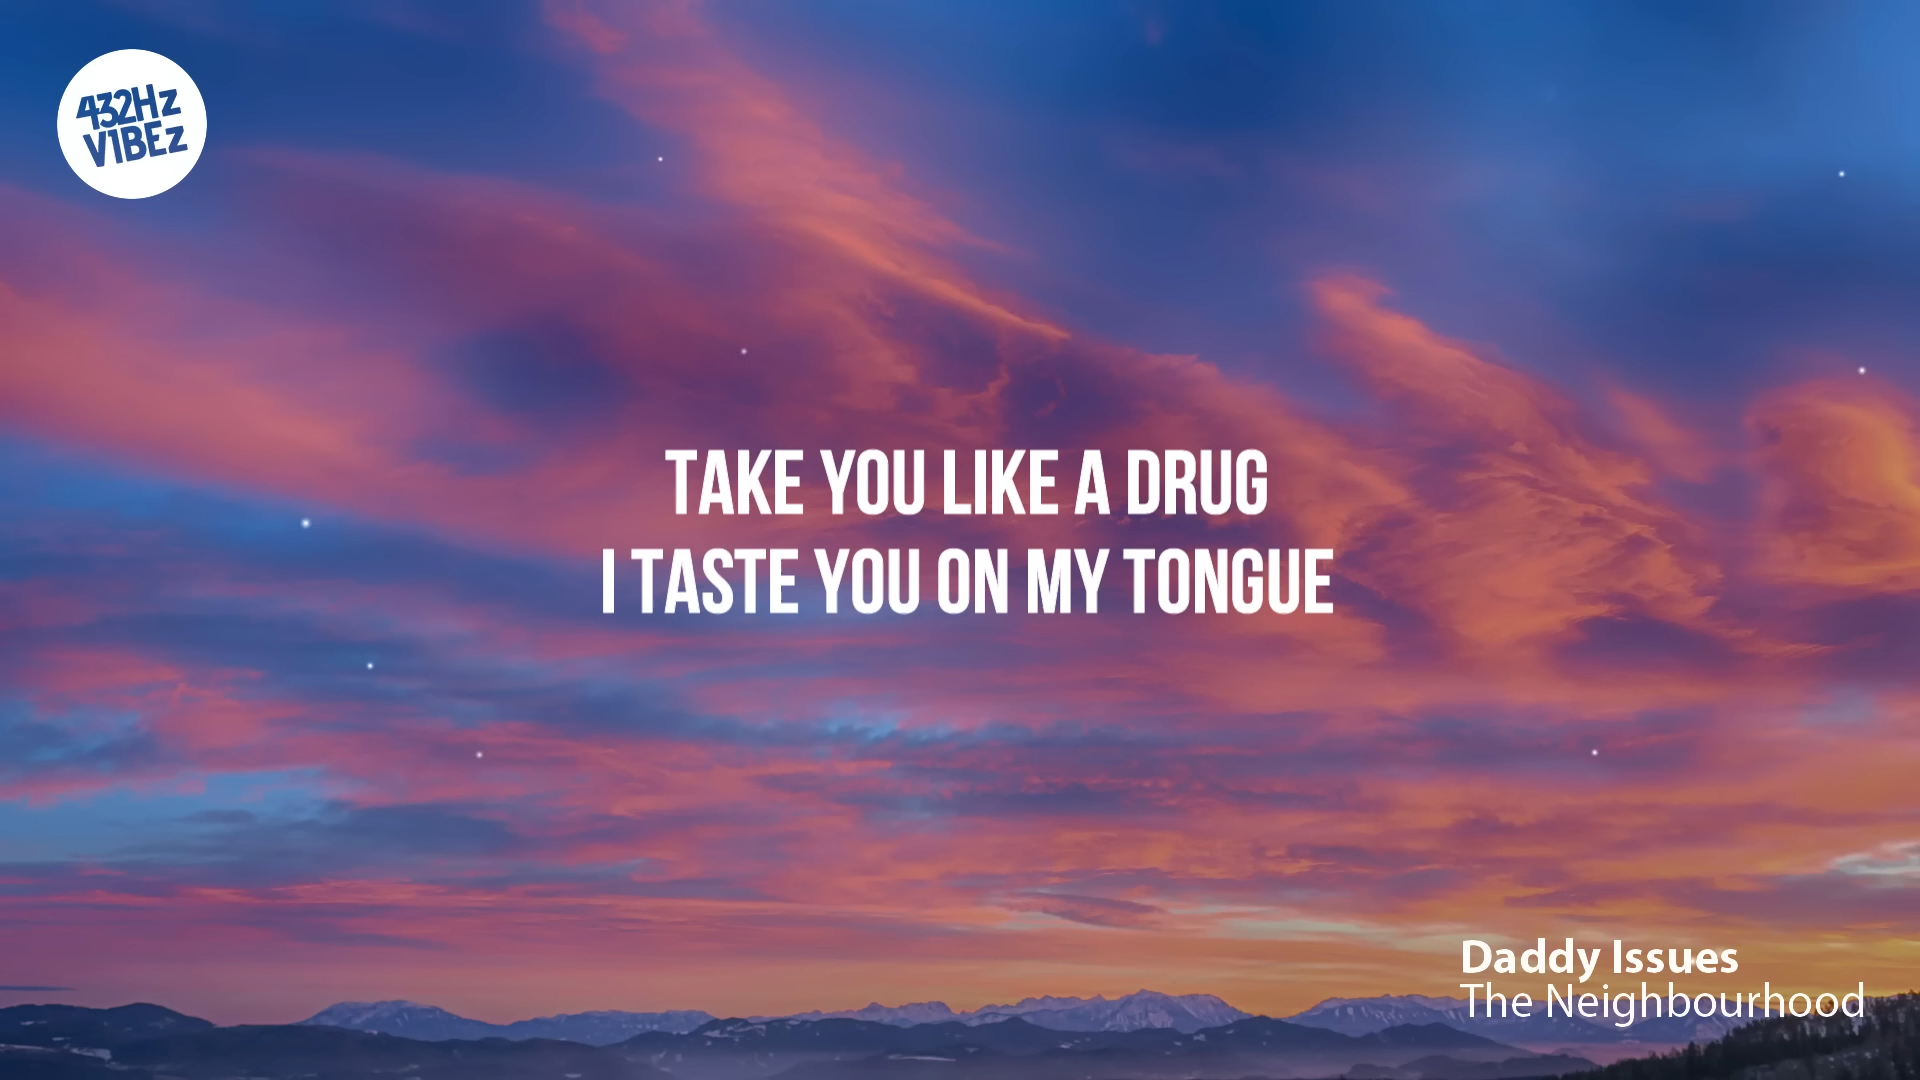 432Hz
VIBEz
TAKE YOU LIKE A DRUG
I TASTE YOU ON MY TONGUE
Daddy Issues
The Neighbourhood